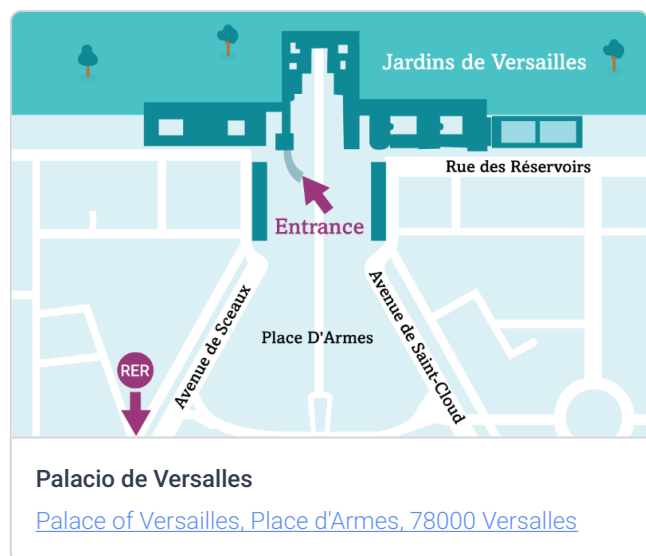 Jardins de Versailles
Rue des Réservoirs
Entrance
Avenue de Sceaux
Place D'Armes
Avenue de Saint-Cloud
RER
Palacio de Versalles
Palace of Versailles, Place d'Armes, 78000 Versalles